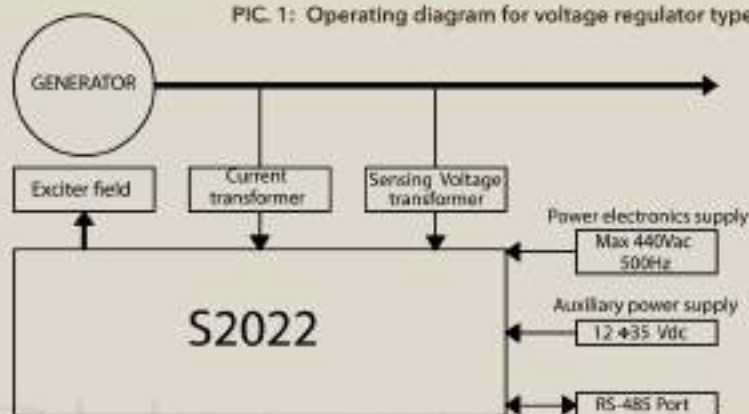 PIC. 1: Operating diagram for voltage regulator type
GENERATOR
Exciter field
Current
transformer
Sensing Voltage
transformer
Power electronics supply
Max 440Vac
500Hz
S2022
Auxiliary power supply
12 ÷35 Vdc
RS-485 Port